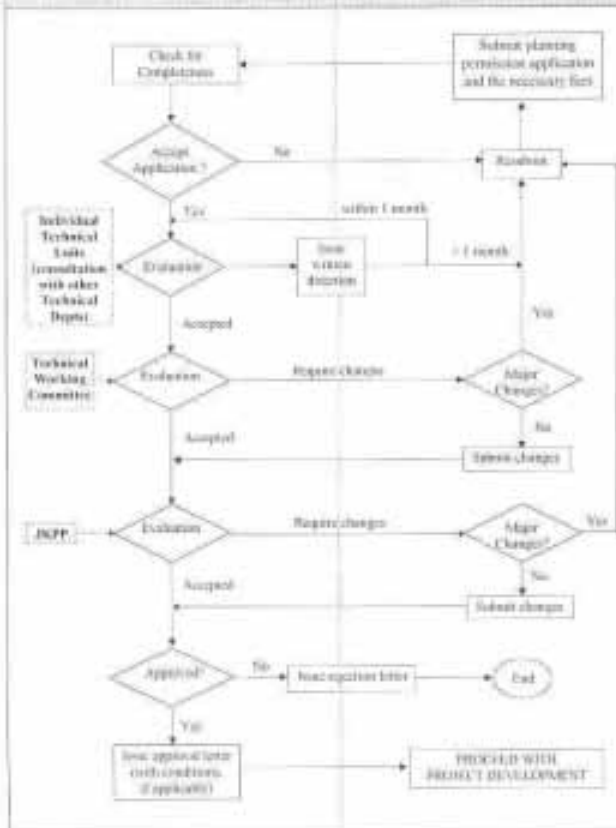 Check for
Completeness
Submit planning
permission application
and the necessary fees
Accept
Application ?
No
Resubmit
Yes
within 1 month
Individual
Technical
Units
(consultation
with other
Technical
Depts)
Evaluation
Issue
written
direction
> 1 month
Accepted
Yes
Technical
Working
Committee
Evaluation
Require changes
Major
Changes?
No
Accepted
Submit changes
Evaluation
Require changes
Major
Changes?
Yes
No
Accepted
Submit changes
Approved?
No
letter
End
Yes
Issue approval letter
(with conditions,
if applicable)
PROCEED WITH
PROJECT DEVELOPMENT